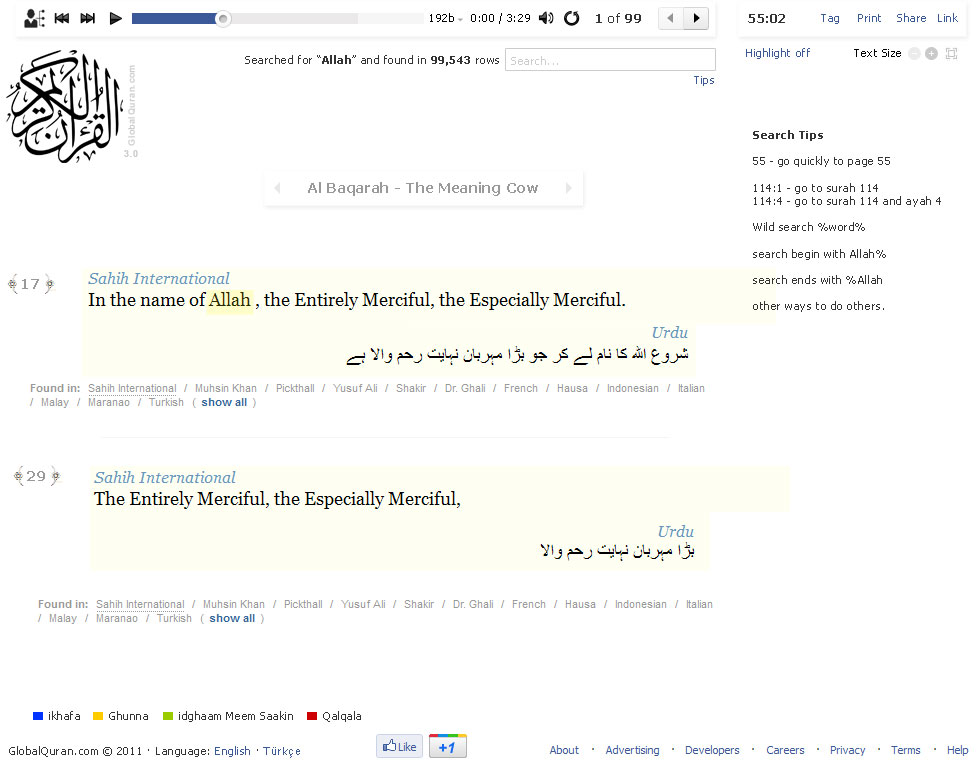 192b 0:00 / 3:29 1 of 99
55:02 Tag Print Share Link
Searched for “Allah” and found in 99,543 rows Search...
Tips
Highlight off Text Size
القرآن الكريم
GlobalQuran.com
3.0
Al Baqarah - The Meaning Cow
Search Tips
55 - go quickly to page 55
114:1 - go to surah 114
114:4 - go to surah 114 and ayah 4
Wild search %word%
search begin with Allah%
search ends with %Allah
other ways to do others.
17
Sahih International
In the name of Allah , the Entirely Merciful, the Especially Merciful.
Urdu
شروع الله کا نام لے کر جو بڑا مہربان نہایت رحم والا ہے
Found in: Sahih International / Muhsin Khan / Pickthall / Yusuf Ali / Shakir / Dr. Ghali / French / Hausa / Indonesian / Italian
/ Malay / Maranao / Turkish ( show all )
29
Sahih International
The Entirely Merciful, the Especially Merciful,
Urdu
بڑا مہربان نہایت رحم والا
Found in: Sahih International / Muhsin Khan / Pickthall / Yusuf Ali / Shakir / Dr. Ghali / French / Hausa / Indonesian / Italian
/ Malay / Maranao / Turkish ( show all )
ikhafa Ghunna idghaam Meem Saakin Qalqala
GlobalQuran.com © 2011 · Language: English · Türkçe
Like +1
About · Advertising · Developers · Careers · Privacy · Terms · Help